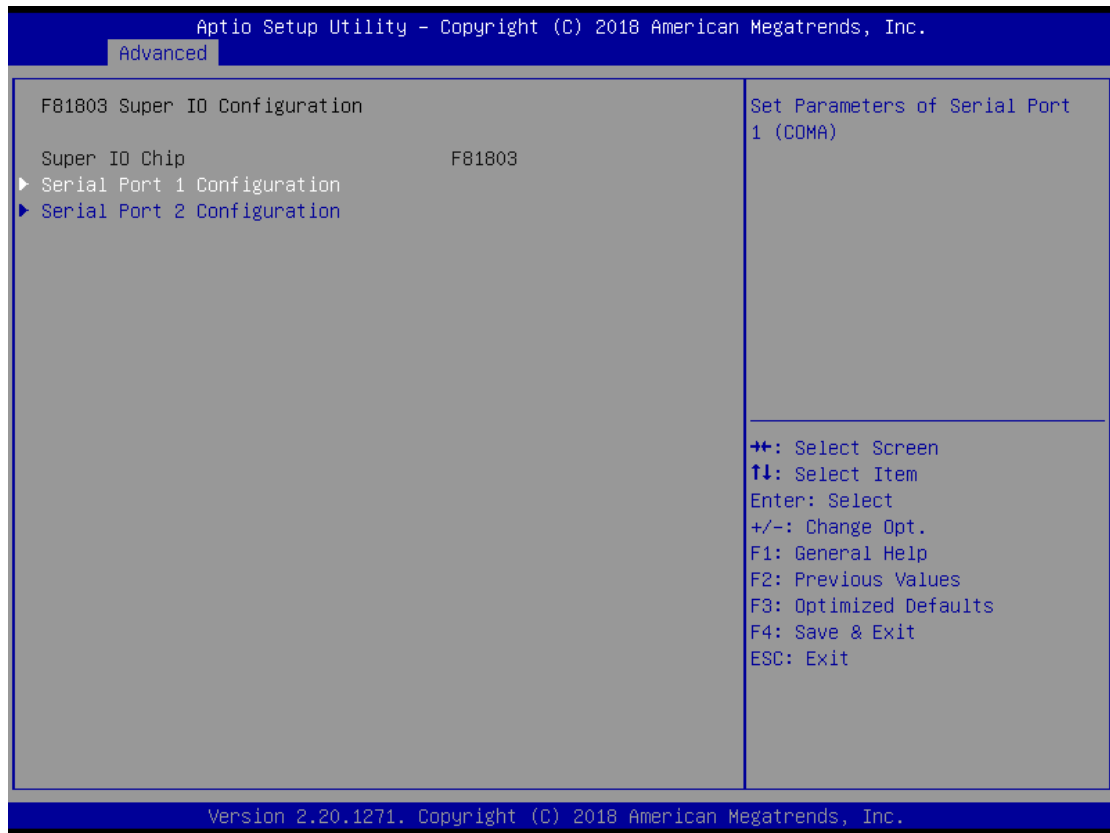 Aptio Setup Utility – Copyright (C) 2018 American Megatrends, Inc.
Advanced
F81803 Super IO Configuration
Super IO Chip F81803
▶ Serial Port 1 Configuration
▶ Serial Port 2 Configuration
Set Parameters of Serial Port
1 (COMA)
→←: Select Screen
↑↓: Select Item
Enter: Select
+/-: Change Opt.
F1: General Help
F2: Previous Values
F3: Optimized Defaults
F4: Save & Exit
ESC: Exit
Version 2.20.1271. Copyright (C) 2018 American Megatrends, Inc.